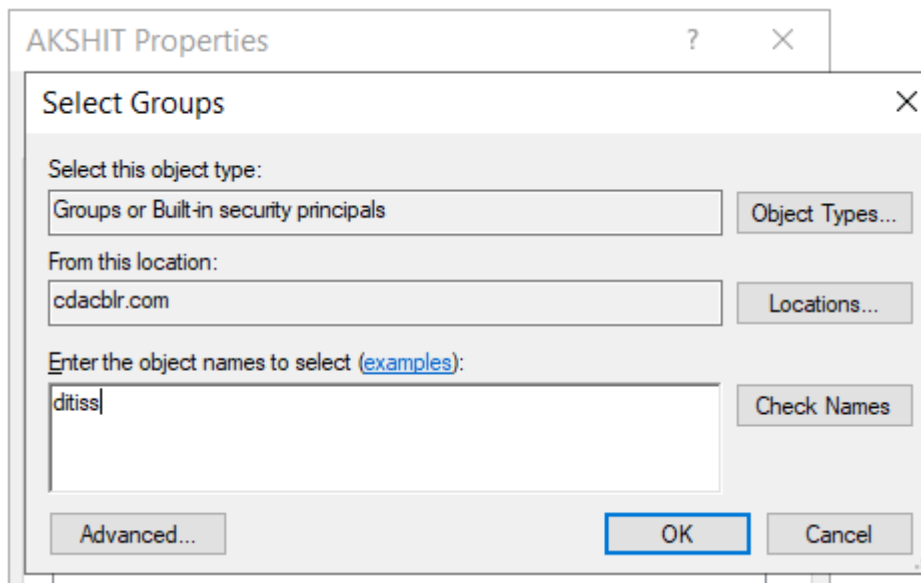 AKSHIT Properties ?
Select Groups
Select this object type:
Groups or Built-in security principals
Object Types...
From this location:
cdacblr.com
Locations...
Enter the object names to select (examples):
ditiss
Check Names
Advanced...
OK
Cancel